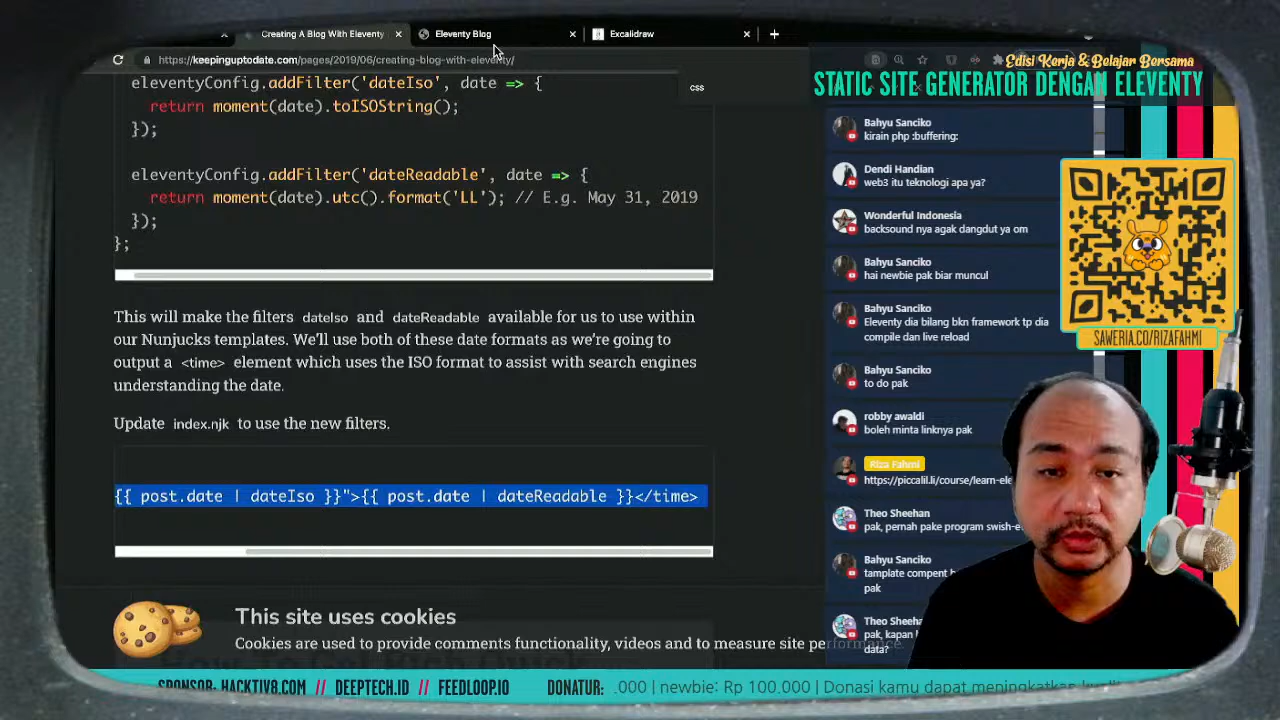 Creating A Blog With Eleventy
Eleventy Blog
Excalidraw
https://keepinguptodate.com/pages/2019/06/creating-blog-with-eleventy/
Edisi Kerja & Belajar Bersama
STATIC SITE GENERATOR DENGAN ELEVENTY
css
eleventyConfig.addFilter('dateIso', date => {
return moment(date).toISOString();
});
eleventyConfig.addFilter('dateReadable', date => {
return moment(date).utc().format('LL'); // E.g. May 31, 2019
});
};
This will make the filters dateIso and dateReadable available for us to use within
our Nunjucks templates. We'll use both of these date formats as we're going to
output a <time> element which uses the ISO format to assist with search engines
understanding the date.
Update index.njk to use the new filters.
{{ post.date | dateIso }}">{{ post.date | dateReadable }}</time>
This site uses cookies
Cookies are used to provide comments functionality, videos and to measure site performance.
Bahyu Sanciko
kirain php :buffering:
Dendi Handian
web3 itu teknologi apa ya?
Wonderful Indonesia
backsound nya agak dangdut ya om
Bahyu Sanciko
hai newbie pak biar muncul
Bahyu Sanciko
Eleventy dia bilang bkn framework tp dia
compile dan live reload
Bahyu Sanciko
to do pak
robby awaldi
boleh minta linknya pak
Riza Fahmi
https://piccalil.li/course/learn-ele
Theo Sheehan
pak, pernah pake program swish-e
Bahyu Sanciko
tamplate compent
pak
Theo Sheehan
pak, kapan
data?
SAWERIA.CO/RIZAFAHMI
SPONSOR: HACKTIV8.COM // DEEPTECH.ID // FEEDLOOP.IO
DONATUR: .000 | newbie: Rp 100.000 | Donasi kamu dapat meningkatkan